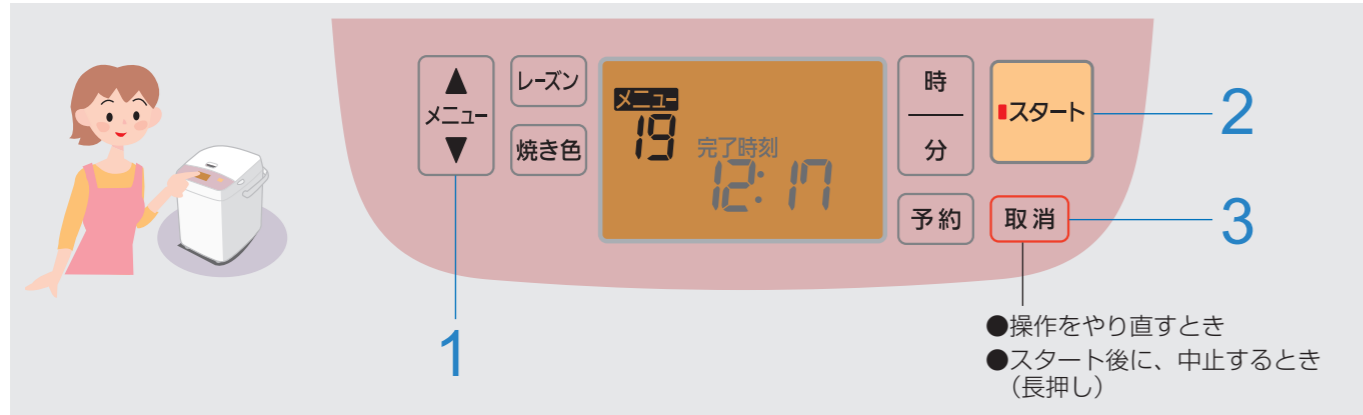 ▲
メニュー
▼
レーズン
焼き色
メニュー
19
完了時刻
12:17
時
分
予約
スタート
取消
1
2
3
●操作をやり直すとき
●スタート後に、中止するとき
（長押し）